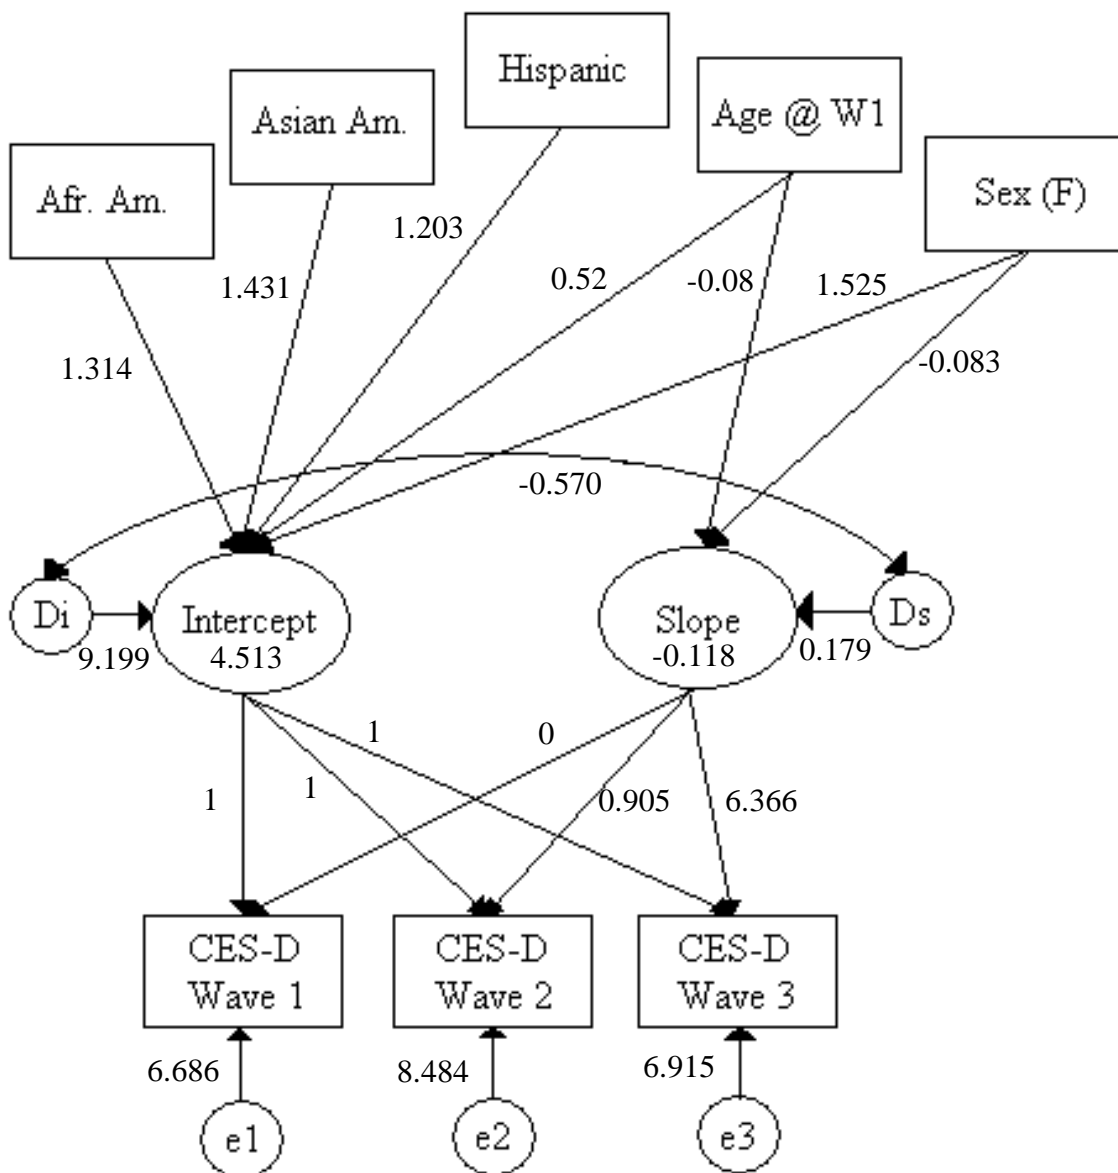 Hispanic
Asian Am.
Age @ W1
Afr. Am.
Sex (F)
1.203
1.431
0.52
-0.08
1.525
1.314
-0.083
-0.570
Di
Intercept
4.513
9.199
Slope
-0.118
Ds
0.179
1
0
1
1
0.905
6.366
CES-D
Wave 1
CES-D
Wave 2
CES-D
Wave 3
6.686
8.484
6.915
e1
e2
e3